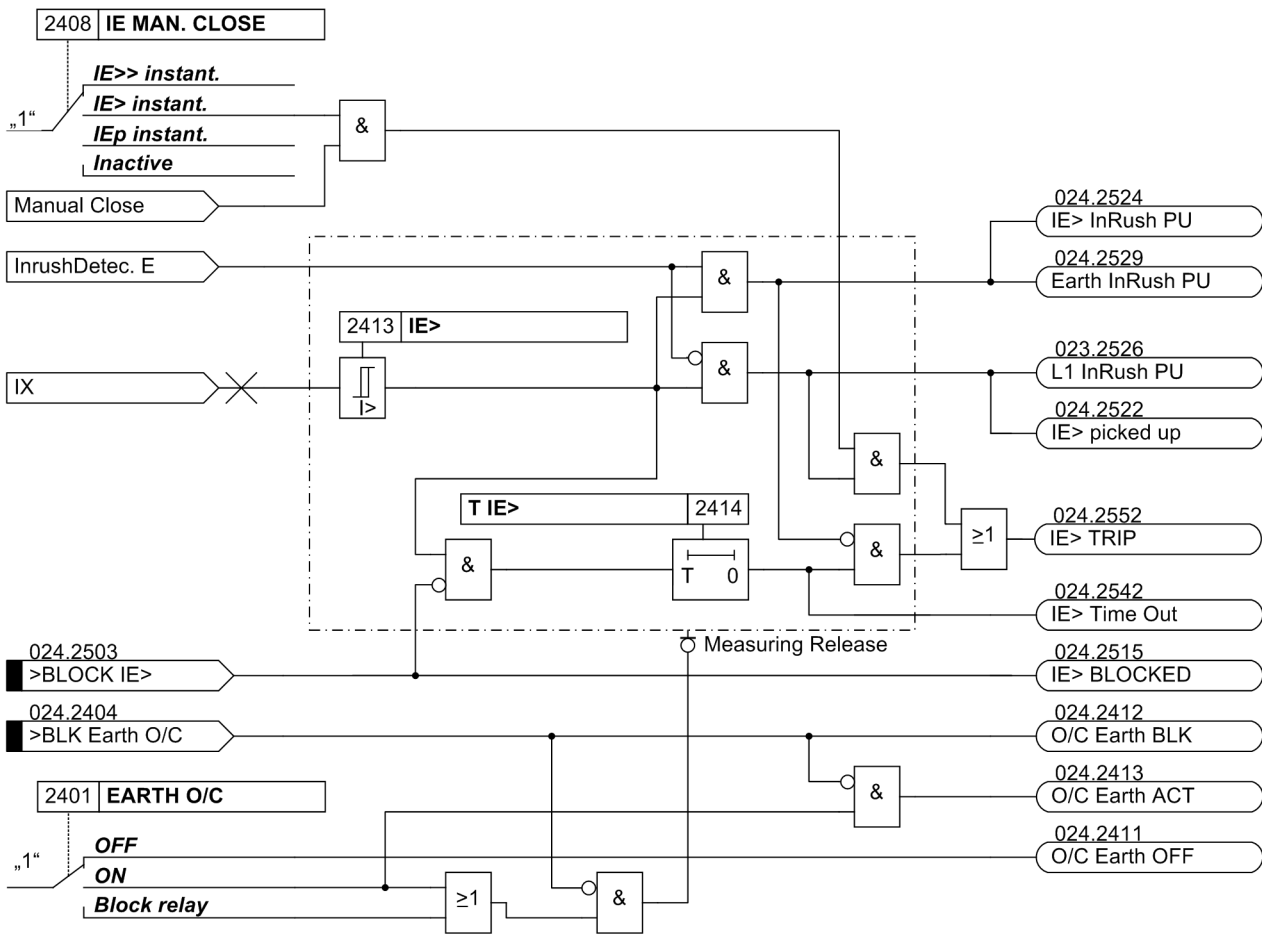 2408 IE MAN. CLOSE
IE>> instant.
IE> instant.
„1“
&
IEp instant.
Inactive
Manual Close
024.2524
IE> InRush PU
InrushDetec. E
&
024.2529
Earth InRush PU
2413 IE>
023.2526
L1 InRush PU
&
IX
I>
024.2522
IE> picked up
&
T IE> 2414
024.2552
IE> TRIP
≥1
&
&
T 0
024.2542
IE> Time Out
Measuring Release
024.2503
>BLOCK IE>
024.2515
IE> BLOCKED
024.2404
>BLK Earth O/C
024.2412
O/C Earth BLK
024.2413
O/C Earth ACT
&
2401 EARTH O/C
024.2411
O/C Earth OFF
OFF
„1“
ON
Block relay
≥1
&